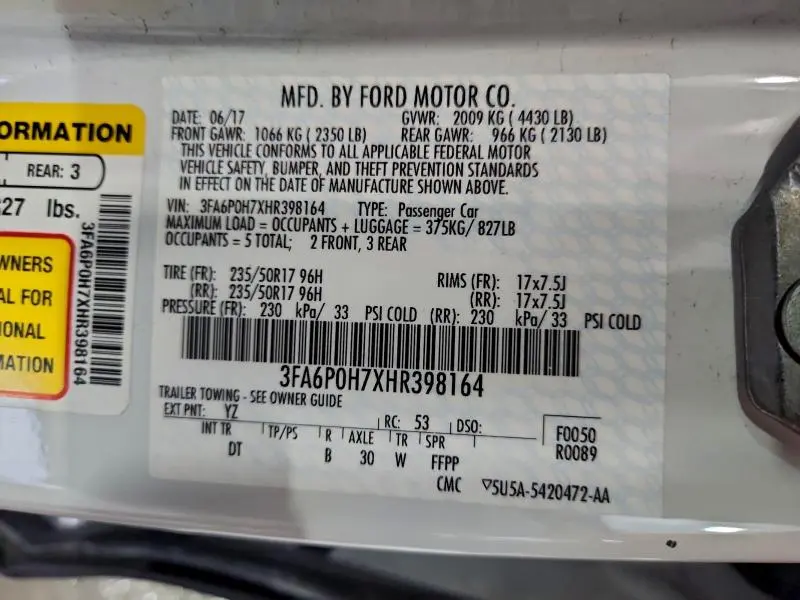 ORMATION
REAR: 3
827 lbs.
WNERS
AL FOR
IONAL
MATION
3FA6P0H7XHR398164
MFD. BY FORD MOTOR CO.
DATE: 06/17 GVWR: 2009 KG ( 4430 LB)
FRONT GAWR: 1066 KG ( 2350 LB) REAR GAWR: 966 KG ( 2130 LB)
THIS VEHICLE CONFORMS TO ALL APPLICABLE FEDERAL MOTOR
VEHICLE SAFETY, BUMPER, AND THEFT PREVENTION STANDARDS
IN EFFECT ON THE DATE OF MANUFACTURE SHOWN ABOVE.
VIN: 3FA6P0H7XHR398164 TYPE: Passenger Car
MAXIMUM LOAD = OCCUPANTS + LUGGAGE = 375KG/ 827LB
OCCUPANTS = 5 TOTAL; 2 FRONT, 3 REAR
TIRE (FR): 235/50R17 96H RIMS (FR): 17x7.5J
(RR): 235/50R17 96H (RR): 17x7.5J
PRESSURE (FR): 230 kPa/ 33 PSI COLD (RR): 230 kPa/ 33 PSI COLD
3FA6P0H7XHR398164
TRAILER TOWING - SEE OWNER GUIDE
EXT PNT: YZ RC: 53 DSO: F0050
INT TR TP/PS R AXLE TR SPR R0089
DT B 30 W FFPP
CMC ▽5U5A-5420472-AA